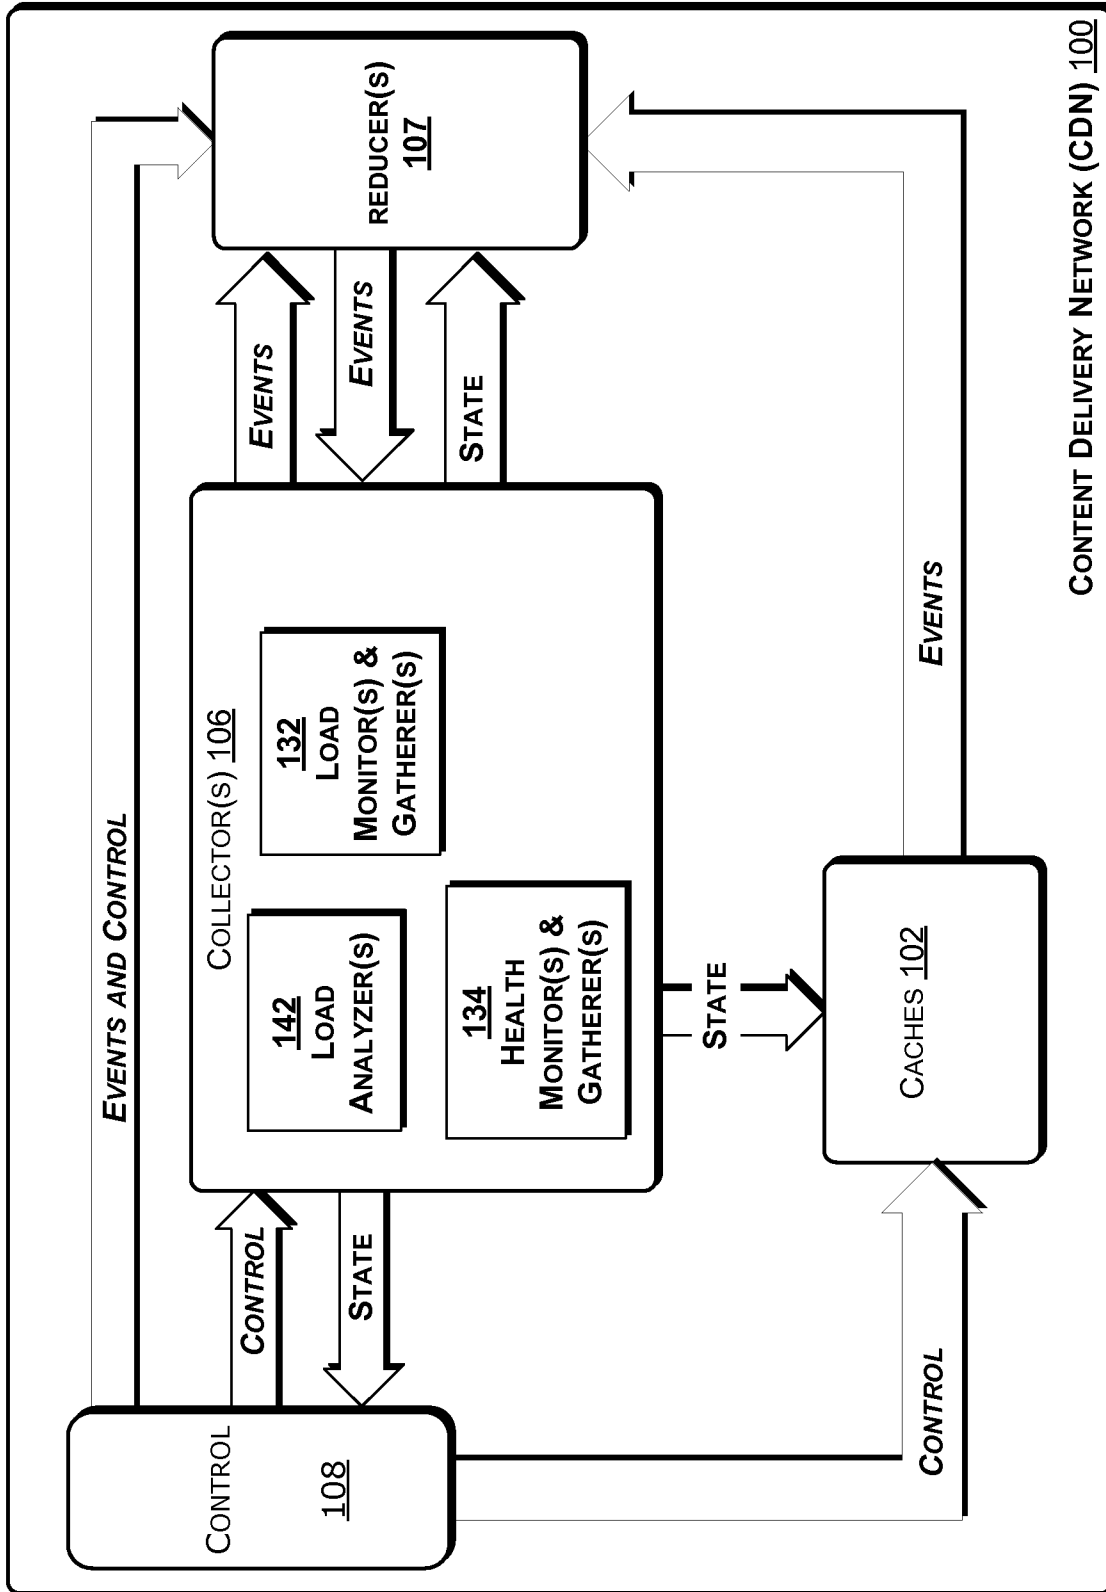 EVENTS AND CONTROL
CONTROL
108
CONTROL
STATE
COLLECTOR(S) 106
142
LOAD
ANALYZER(S)
132
LOAD
MONITOR(S) &
GATHERER(S)
134
HEALTH
MONITOR(S) &
GATHERER(S)
EVENTS
EVENTS
STATE
REDUCER(S)
107
STATE
CACHES 102
CONTROL
EVENTS
CONTENT DELIVERY NETWORK (CDN) 100